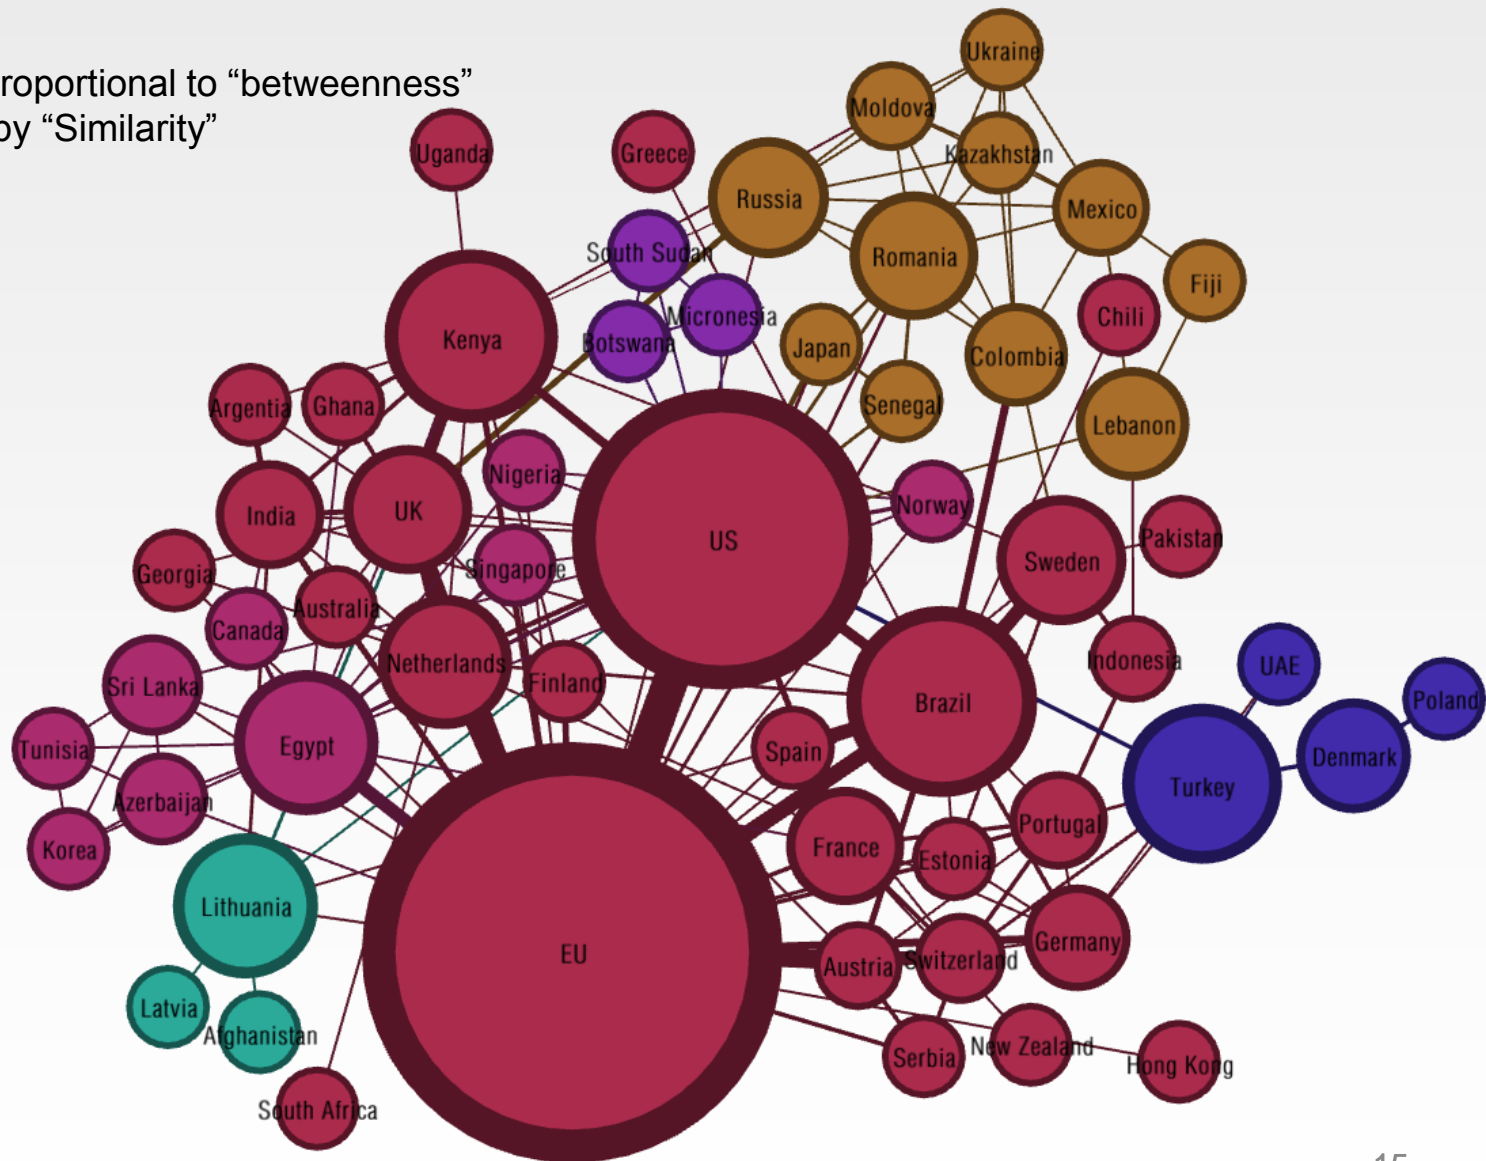 roportional to “betweenness”
by “Similarity”
Ukraine
Moldova
Uganda
Greece
Kazakhstan
Russia
Mexico
South Sudan
Romania
Fiji
Micronesia
Chili
Kenya
Botswana
Japan
Colombia
Argentia
Ghana
Senegal
Lebanon
Nigeria
Norway
India
UK
US
Pakistan
Georgia
Singapore
Sweden
Australia
Canada
Netherlands
Indonesia
UAE
Sri Lanka
Finland
Poland
Brazil
Tunisia
Egypt
Spain
Denmark
Turkey
Azerbaijan
Portugal
Korea
France
Estonia
Lithuania
Germany
EU
Austria
Switzerland
Latvia
Afghanistan
Serbia
New Zealand
Hong Kong
South Africa